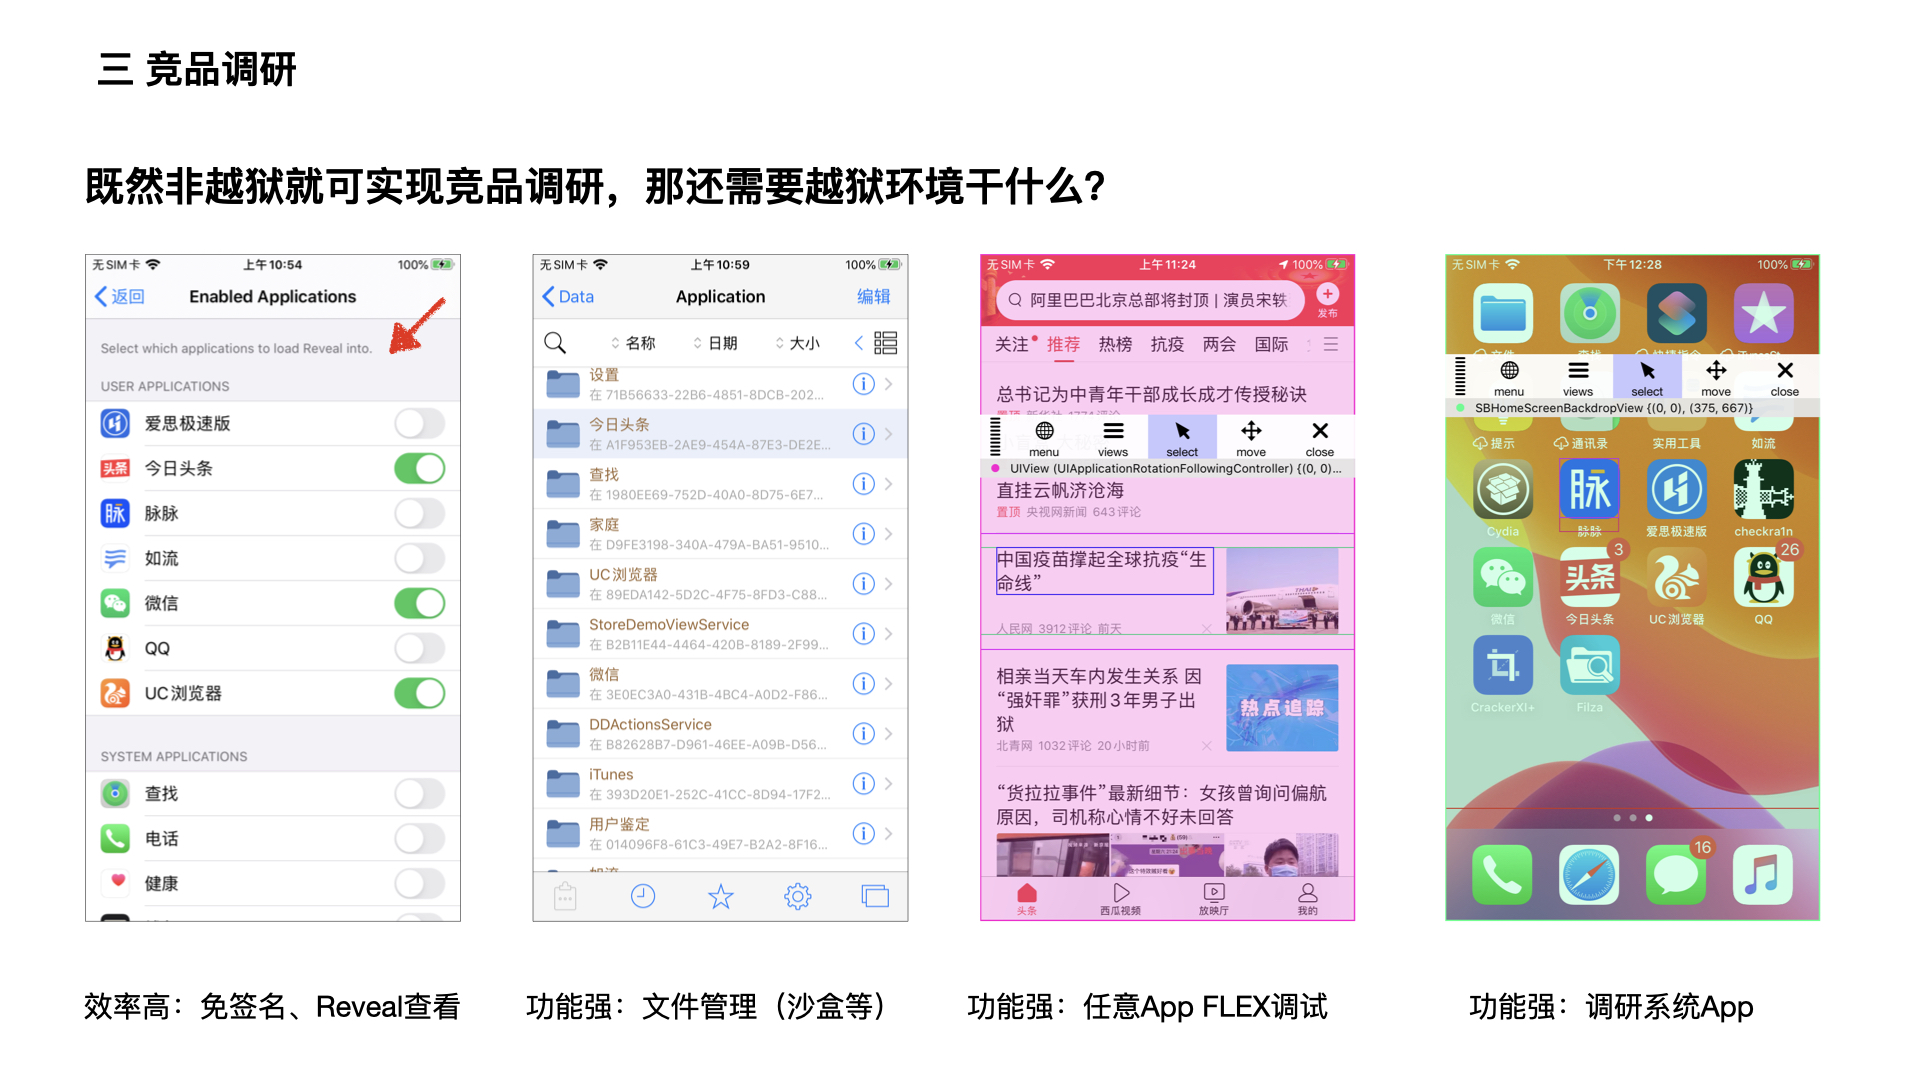 三 竞品调研
既然非越狱就可实现竞品调研，那还需要越狱环境干什么？
无SIM卡 上午10:54 100%
返回 Enabled Applications
Select which applications to load Reveal into.
USER APPLICATIONS
爱思极速版
今日头条
脉脉
如流
微信
QQ
UC浏览器
SYSTEM APPLICATIONS
查找
电话
健康
无SIM卡 上午10:59 100%
Data Application 编辑
名称 日期 大小
设置
在 71B56633-22B6-4851-8DCB-202...
今日头条
在 A1F953EB-2AE9-454A-87E3-DE2E...
查找
在 1980EE69-752D-40A0-8D75-6E7...
家庭
在 D9FE3198-340A-479A-BA51-9510...
UC浏览器
在 89EDA142-5D2C-4F75-8FD3-C88...
StoreDemoViewService
在 B2B11E44-4464-420B-8189-2F99...
微信
在 3E0EC3A0-431B-4BC4-A0D2-F86...
DDActionsService
在 B82628B7-D961-46EE-A09B-D56...
iTunes
在 393D20E1-252C-41CC-8D94-17F2...
用户鉴定
在 014096F8-61C3-49E7-B2A2-8F16...
无SIM卡 上午11:24 100%
阿里巴巴北京总部将封顶 | 演员宋轶
发布
关注 推荐 热榜 抗疫 两会 国际
总书记为中青年干部成长成才传授秘诀
menu views select move close
UIView (UIApplicationRotationFollowingController) {(0, 0)...
直挂云帆济沧海
置顶 央视网新闻 643评论
中国疫苗撑起全球抗疫“生
命线”
人民网 3912评论 前天
相亲当天车内发生关系 因
“强奸罪”获刑3年男子出
狱
北青网 1032评论 20小时前
热点追踪
“货拉拉事件”最新细节：女孩曾询问偏航
原因，司机称心情不好未回答
头条 西瓜视频 放映厅 我的
无SIM卡 下午12:28 100%
menu views select move close
SBHomeScreenBackdropView {(0, 0), (375, 667)}
提示 通讯录 实用工具 如流
脉
Cydia 脉脉 爱思极速版 checkra1n
3 26
头条
微信 今日头条 UC浏览器 QQ
CrackerXI+ Filza
16
效率高：免签名、Reveal查看
功能强：文件管理（沙盒等）
功能强：任意App FLEX调试
功能强：调研系统App